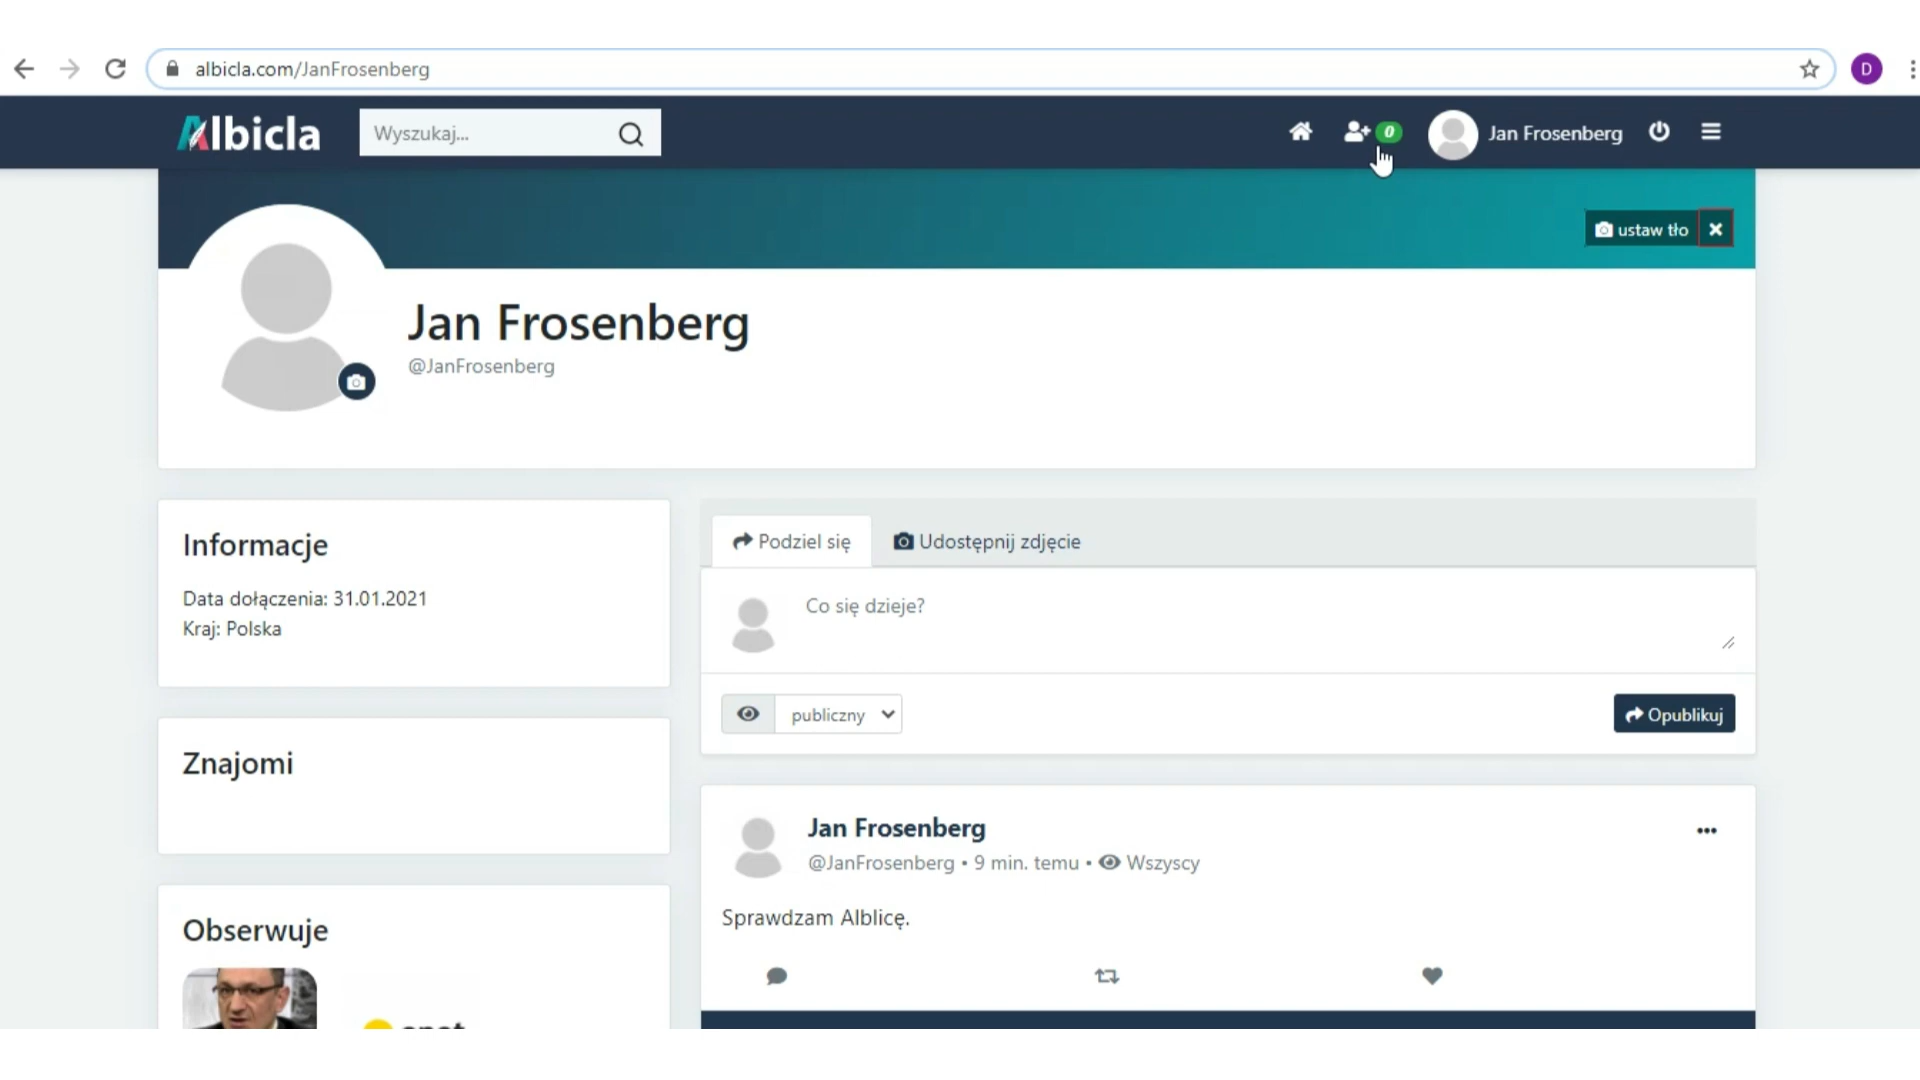 albicla.com/JanFrosenberg
D
Albicla
Wyszukaj...
0
Jan Frosenberg
ustaw tło
Jan Frosenberg
@JanFrosenberg
Informacje
Data dołączenia: 31.01.2021
Kraj: Polska
Znajomi
Obserwuje
Podziel się
Udostępnij zdjęcie
Co się dzieje?
publiczny
Opublikuj
Jan Frosenberg
@JanFrosenberg • 9 min. temu • Wszyscy
Sprawdzam Alblicę.